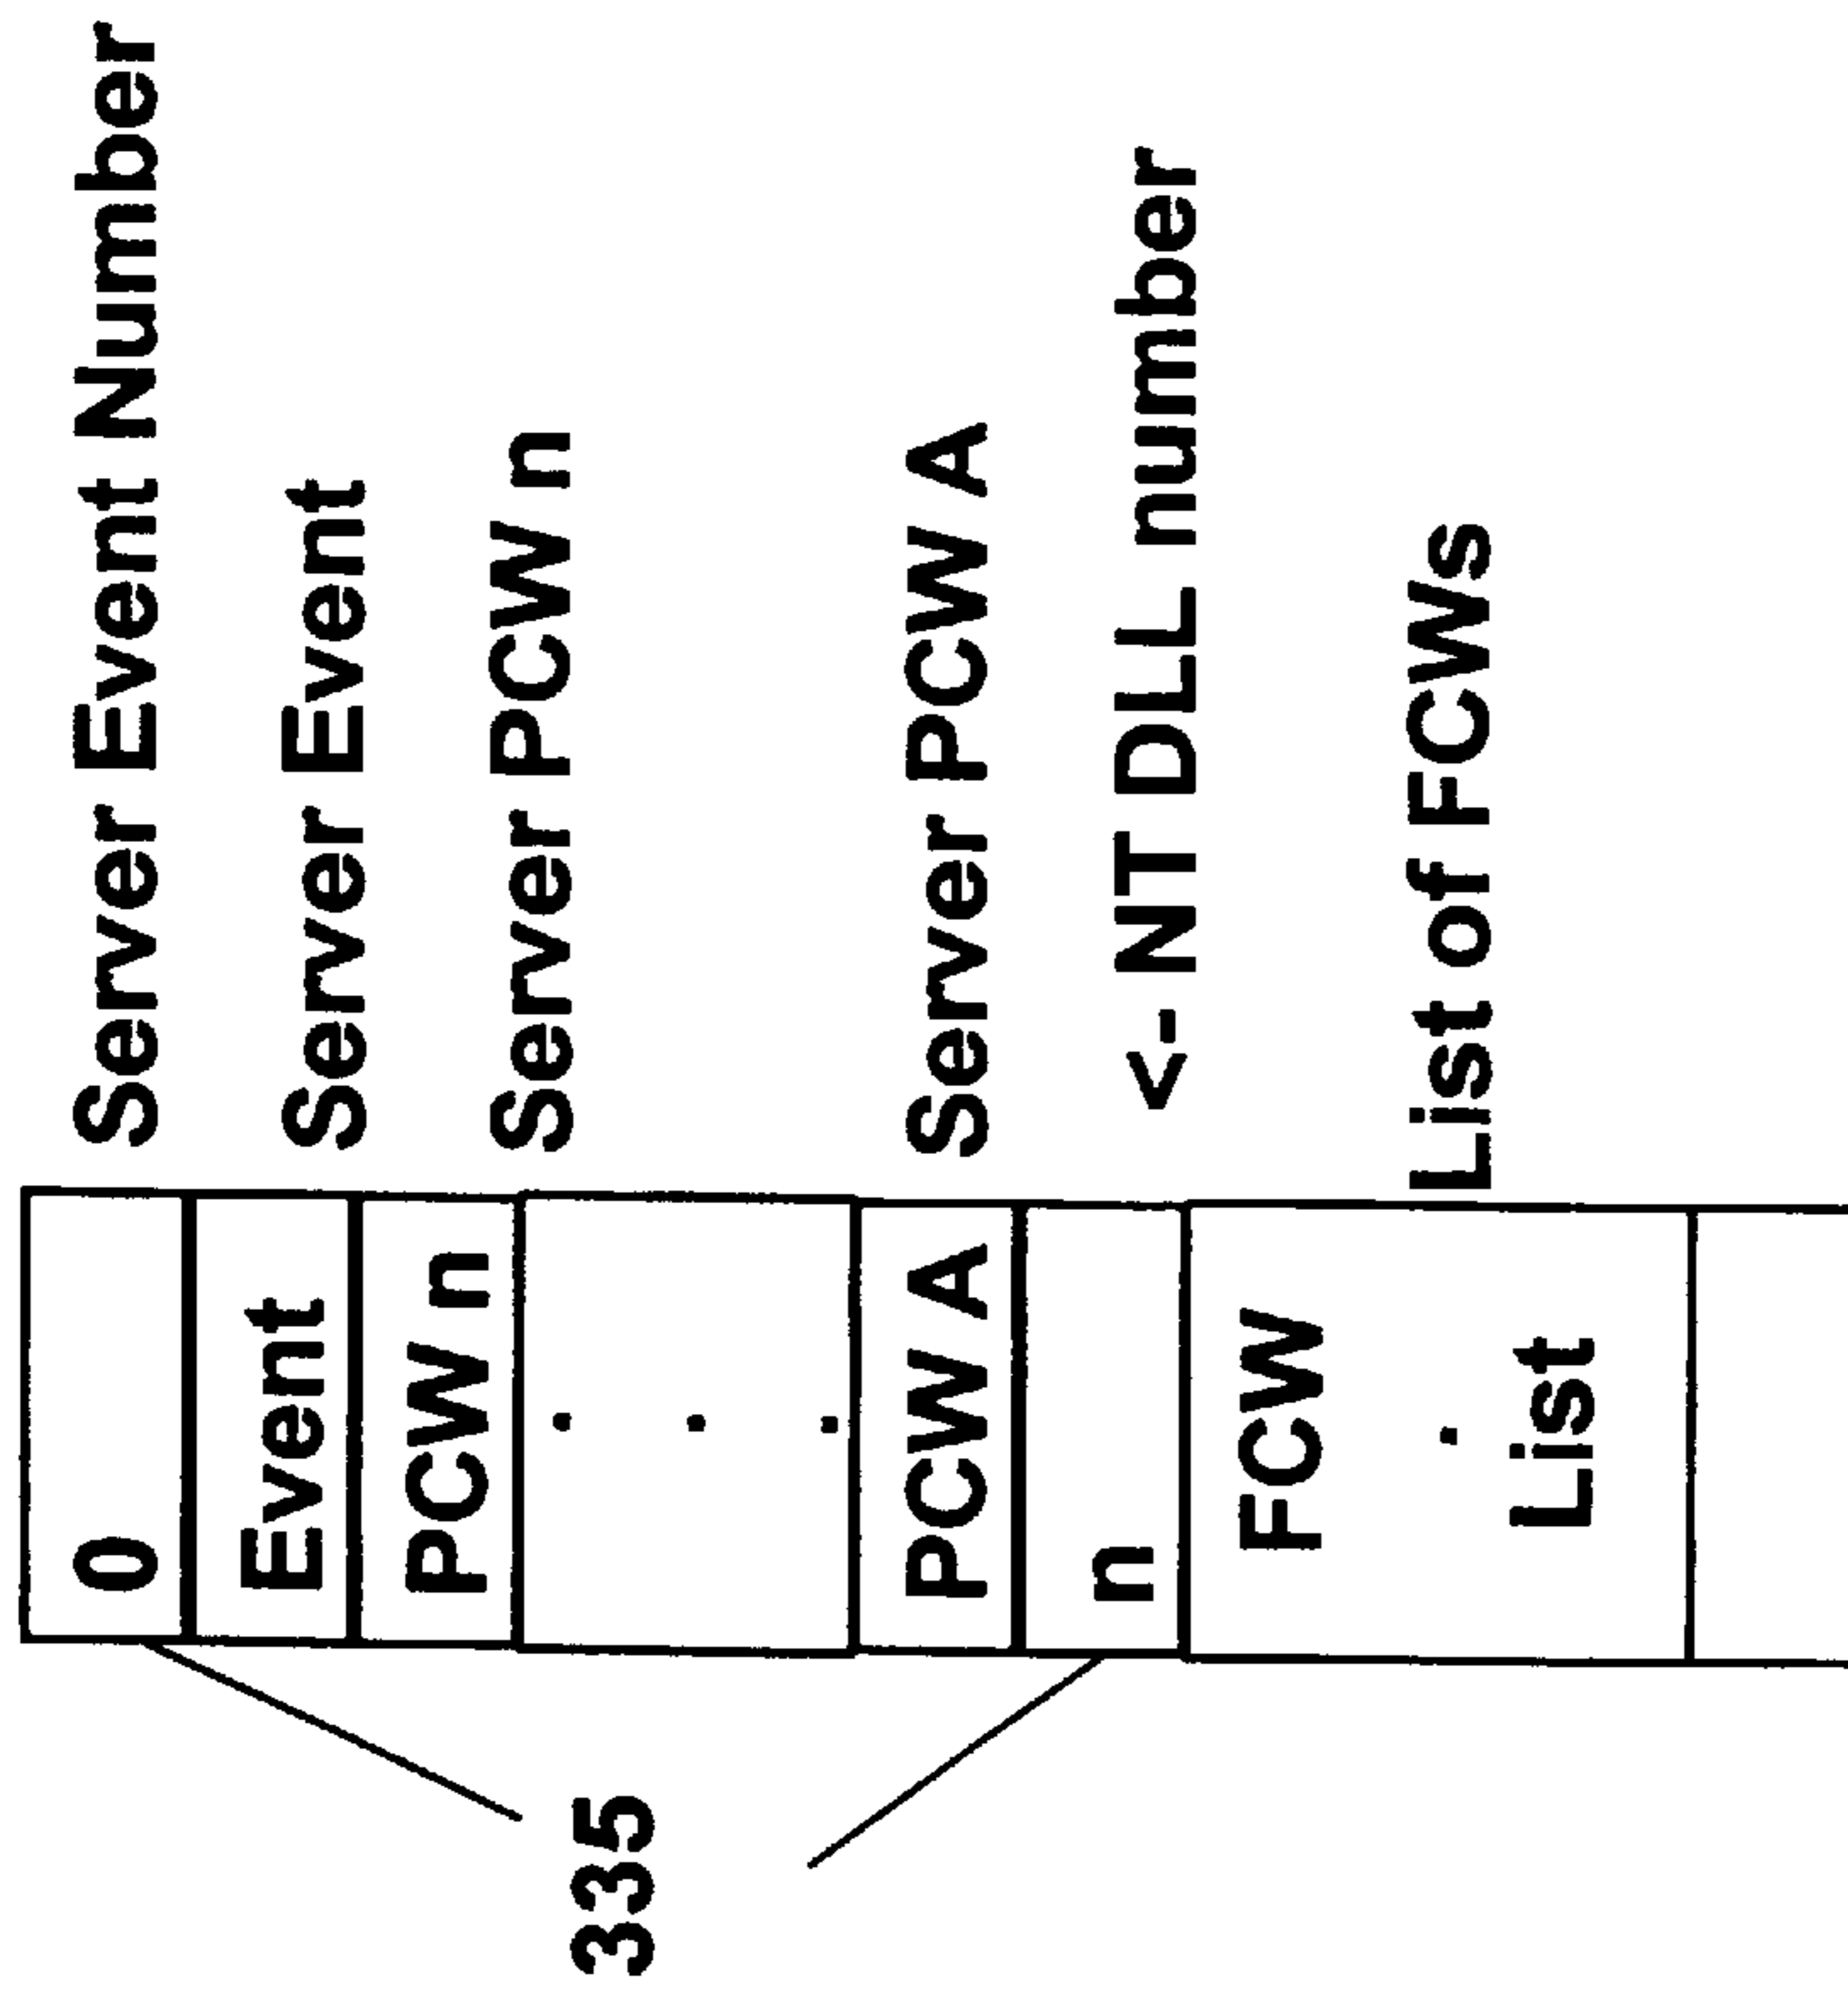 0 Server Event Number
Event Server Event
PCW n Server PCW n
.
.
.
PCW A Server PCW A
n <- NT DLL number
FCW
. List of FCWs
List
335